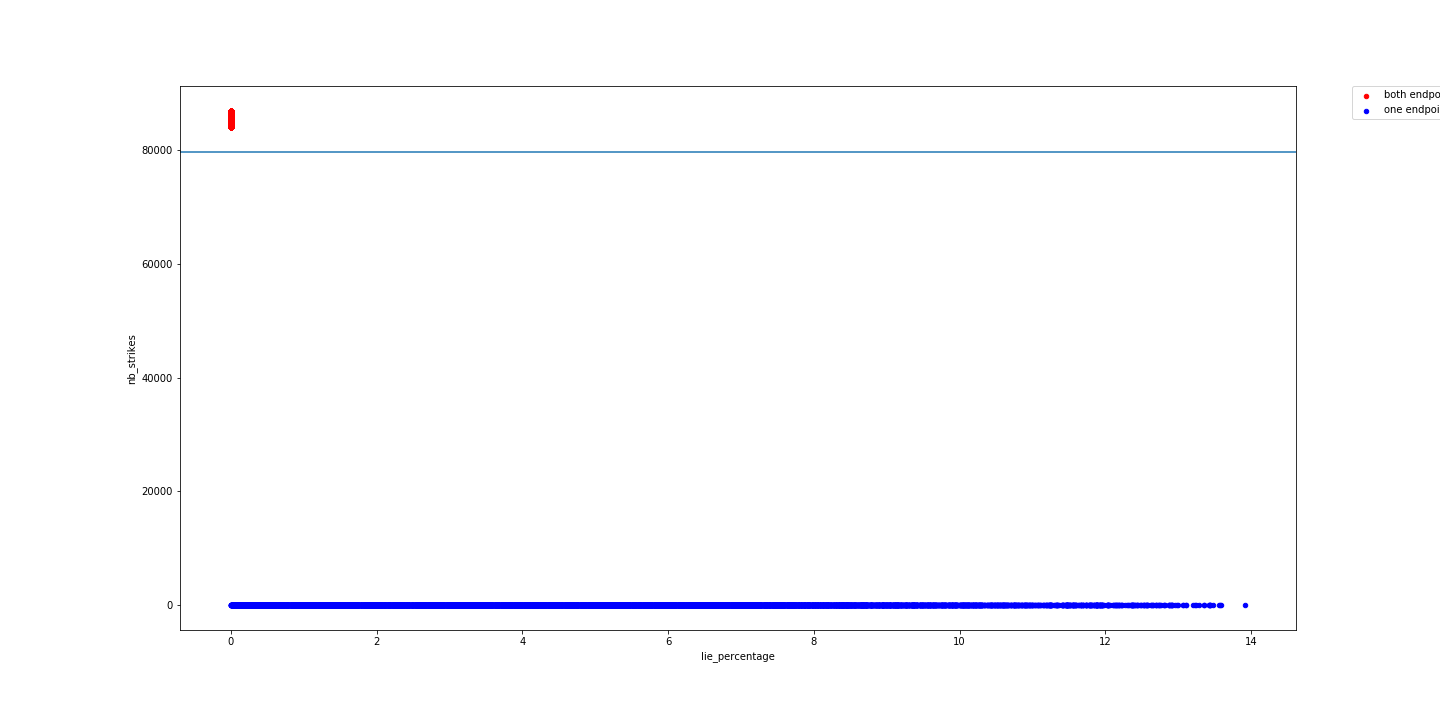 both endpo
one endpoi
80000
60000
40000
20000
0
nb_strikes
0 2 4 6 8 10 12 14
lie_percentage